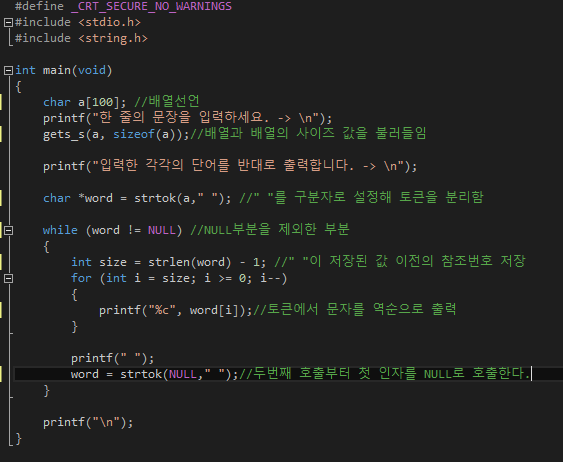 #define _CRT_SECURE_NO_WARNINGS
#include <stdio.h>
#include <string.h>
int main(void)
{
char a[100]; //배열선언
printf("한 줄의 문장을 입력하세요. -> \n");
gets_s(a, sizeof(a));//배열과 배열의 사이즈 값을 불러들임
printf("입력한 각각의 단어를 반대로 출력합니다. -> \n");
char *word = strtok(a," "); //" "를 구분자로 설정해 토큰을 분리함
while (word != NULL) //NULL부분을 제외한 부분
{
int size = strlen(word) - 1; //" "이 저장된 값 이전의 참조번호 저장
for (int i = size; i >= 0; i--)
{
printf("%c", word[i]);//토큰에서 문자를 역순으로 출력
}
printf(" ");
word = strtok(NULL," ");//두번째 호출부터 첫 인자를 NULL로 호출한다.
}
printf("\n");
}